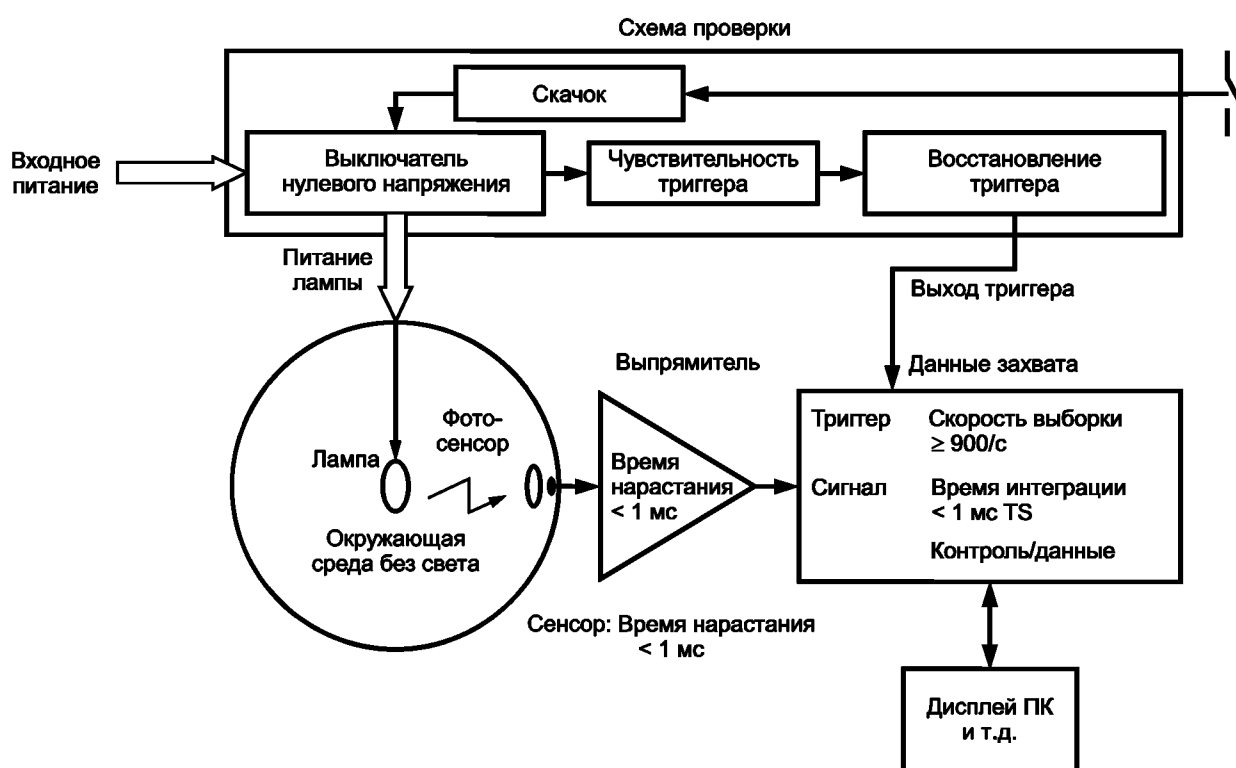 Схема проверки
Скачок
Входное
питание
Выключатель
нулевого напряжения
Чувствительность
триггера
Восстановление
триггера
Питание
лампы
Выход триггера
Данные захвата
Выпрямитель
Фото-
сенсор
Лампа
Окружающая
среда без света
Время
нарастания
< 1 мс
Триггер Скорость выборки
≥ 900/с
Сигнал Время интеграции
< 1 мс TS
Контроль/данные
Сенсор: Время нарастания
< 1 мс
Дисплей ПК
и т.д.